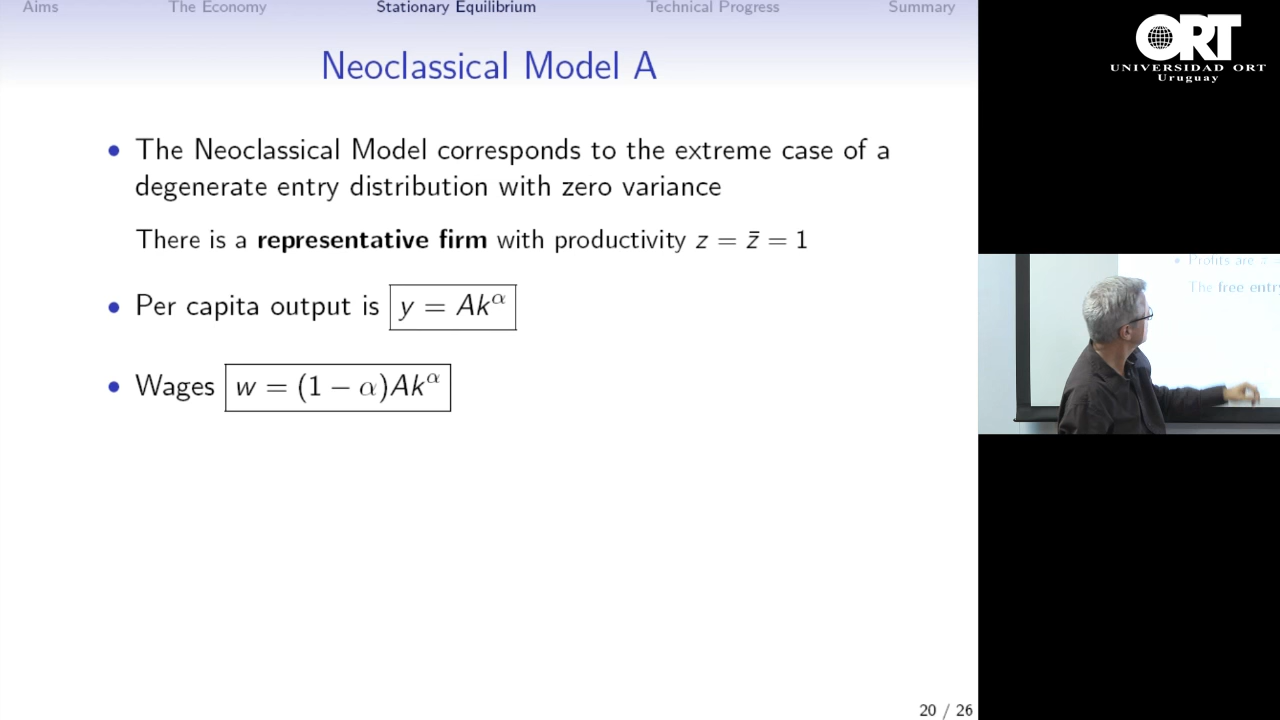 Aims The Economy Stationary Equilibrium Technical Progress Summary
Neoclassical Model A
• The Neoclassical Model corresponds to the extreme case of a
degenerate entry distribution with zero variance
There is a representative firm with productivity z = z̄ = 1
• Per capita output is y = Ak^α
• Wages w = (1 − α)Ak^α
20 / 26
ORT
UNIVERSIDAD ORT
Uruguay
• Profits are
The free entry